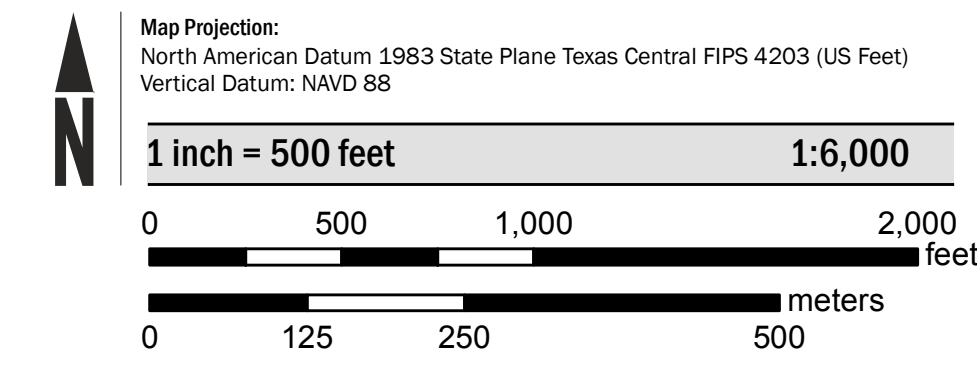 Map Projection:
North American Datum 1983 State Plane Texas Central FIPS 4203 (US Feet)
Vertical Datum: NAVD 88
N
1 inch = 500 feet 1:6,000
0 500 1,000 2,000
feet
meters
0 125 250 500